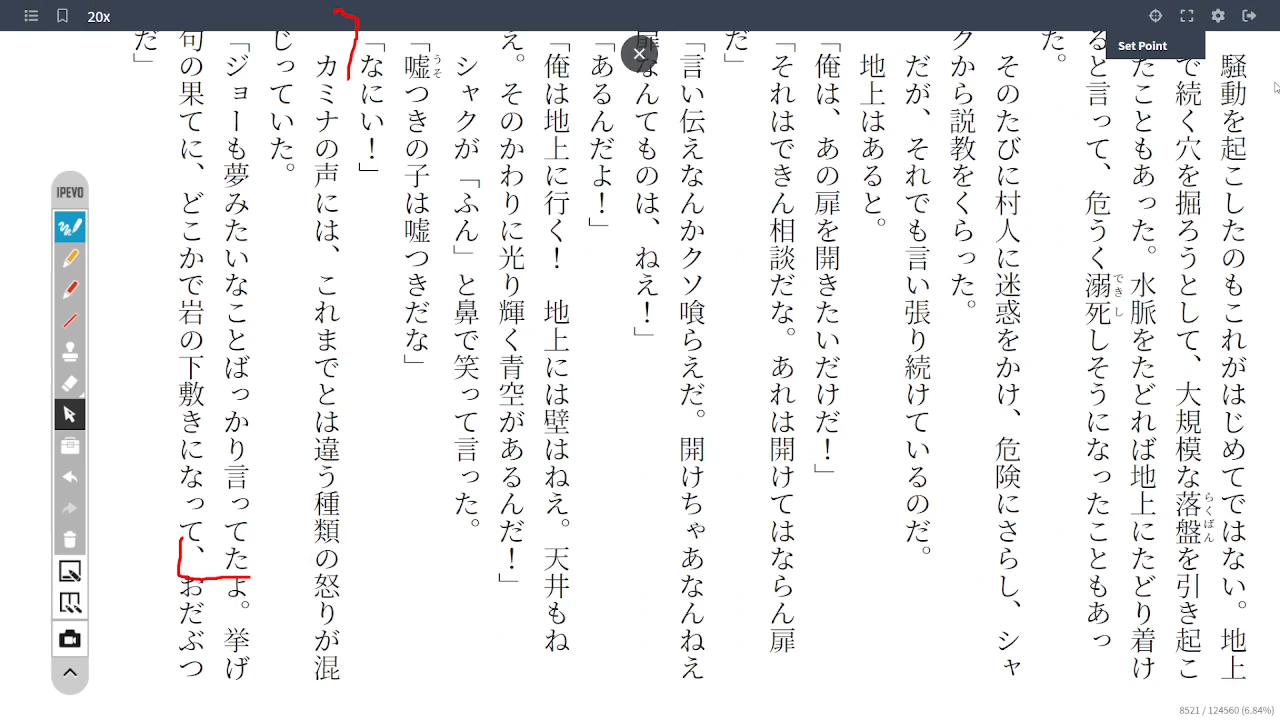 20x
Set Point
IPEVO
騒動を起こしたのもこれがはじめてではない。地上
で続く穴を掘ろうとして、大規模な落盤を引き起こ
らくばん
たこともあった。水脈をたどれば地上にたどり着け
ると言って、危うく溺死しそうになったこともあっ
できし
た。
そのたびに村人に迷惑をかけ、危険にさらし、シャ
クから説教をくらった。
だが、それでも言い張り続けているのだ。
地上はあると。
「俺は、あの扉を開きたいだけだ！」
「それはできん相談だな。あれは開けてはならん扉
だ」
「言い伝えなんかクソ喰らえだ。開けちゃあなんねえ
扉なんてものは、ねえ！」
「あるんだよ！」
「俺は地上に行く！　地上には壁はねえ。天井もね
え。そのかわりに光り輝く青空があるんだ！」
シャクが「ふん」と鼻で笑って言った。
「嘘つきの子は嘘つきだな」
うそ
「なにい！」
カミナの声には、これまでとは違う種類の怒りが混
じっていた。
「ジョーも夢みたいなことばっかり言ってたよ。挙げ
句の果てに、どこかで岩の下敷きになって、おだぶつ
だ」
8521 / 124560 (6.84%)